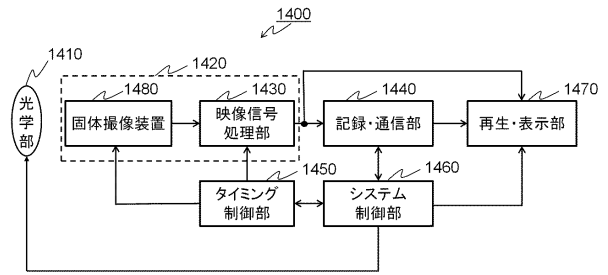 1400
1410
1420
1480
1430
1440
1470
光学部
固体撮像装置
映像信号
処理部
記録・通信部
再生・表示部
1450
1460
タイミング
制御部
システム
制御部